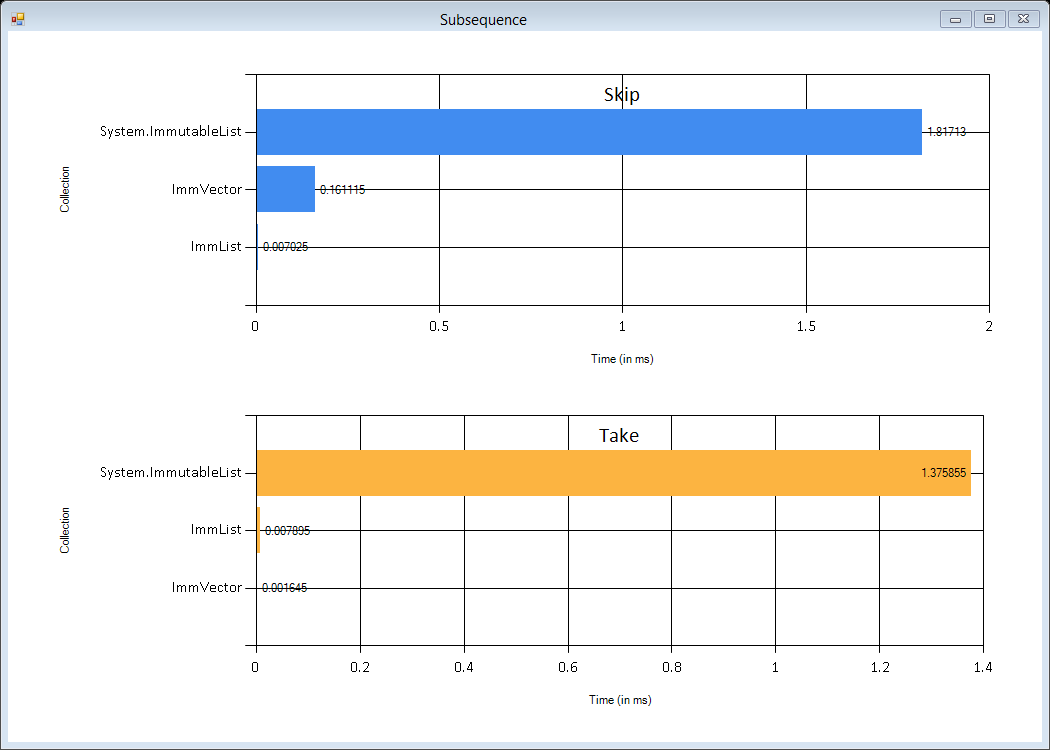 Subsequence
Skip
System.ImmutableList
1.81713
ImmVector
0.161115
Collection
ImmList
0.007025
0 0.5 1 1.5 2
Time (in ms)
Take
System.ImmutableList
1.375855
ImmList
0.007895
Collection
ImmVector
0.001645
0 0.2 0.4 0.6 0.8 1 1.2 1.4
Time (in ms)